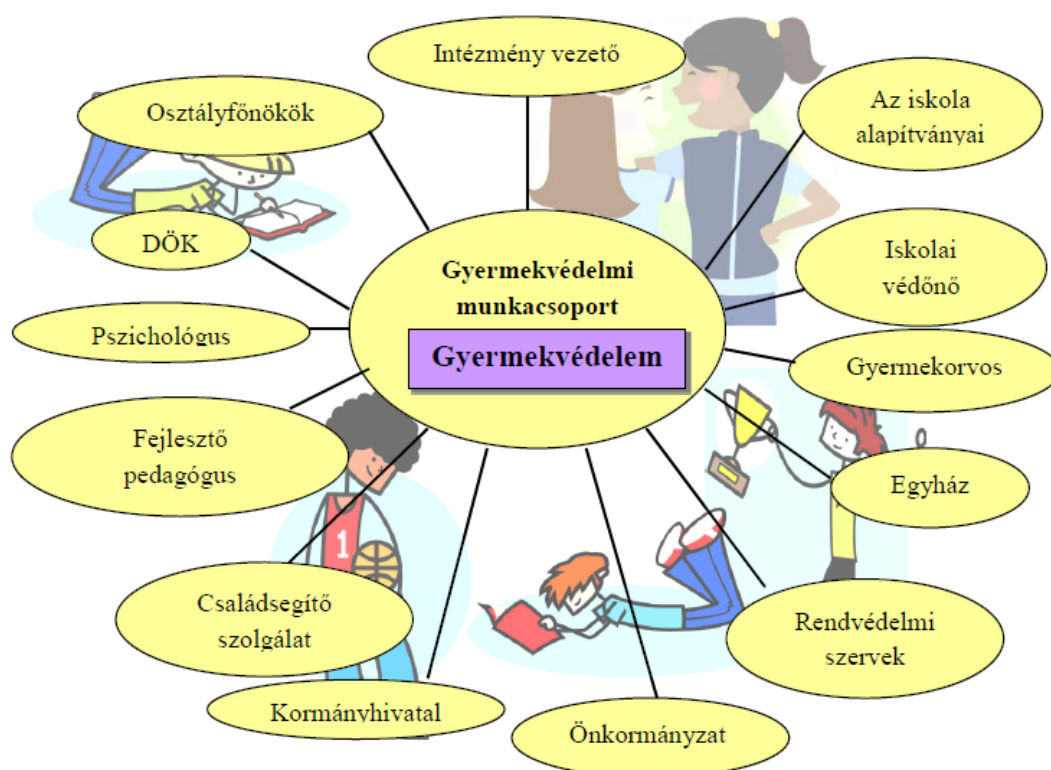 Intézmény vezető
Osztályfőnökök
Az iskola
alapítványai
DÖK
Iskolai
védőnő
Gyermekvédelmi
munkacsoport
Gyermekvédelem
Pszichológus
Gyermekorvos
Fejlesztő
pedagógus
Egyház
Családsegítő
szolgálat
Rendvédelmi
szervek
Kormányhivatal
Önkormányzat
1